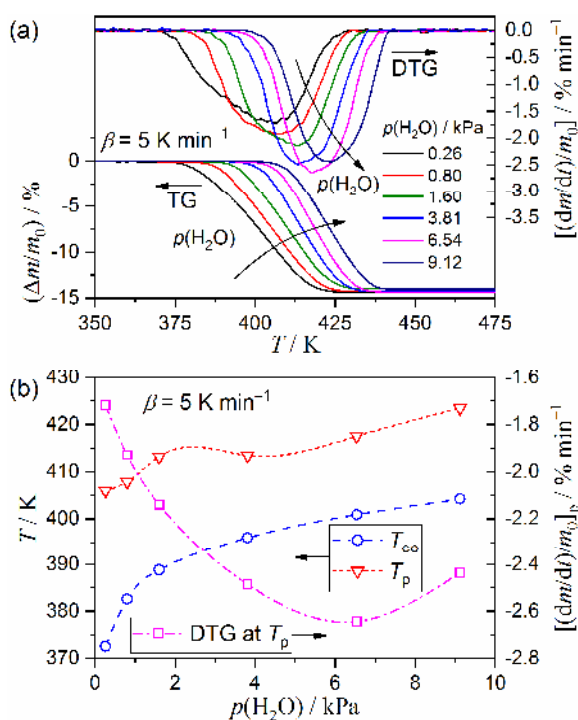 (a)
0.0
-0.5
-1.0
-1.5
-2.0
-2.5
-3.0
-3.5
[(dm/dt)/m₀] / % min⁻¹
DTG
β = 5 K min⁻¹
p(H₂O)
p(H₂O) / kPa
0.26
0.80
1.60
3.81
6.54
9.12
0
-5
-10
-15
(Δm/m₀) / %
TG
p(H₂O)
350
375
400
425
450
475
T / K
(b)
430
420
410
400
390
380
370
T / K
β = 5 K min⁻¹
-1.6
-1.8
-2.0
-2.2
-2.4
-2.6
-2.8
[(dm/dt)/m₀]ₚ / % min⁻¹
T_eo
Tₚ
DTG at Tₚ
0
2
4
6
8
10
p(H₂O) / kPa